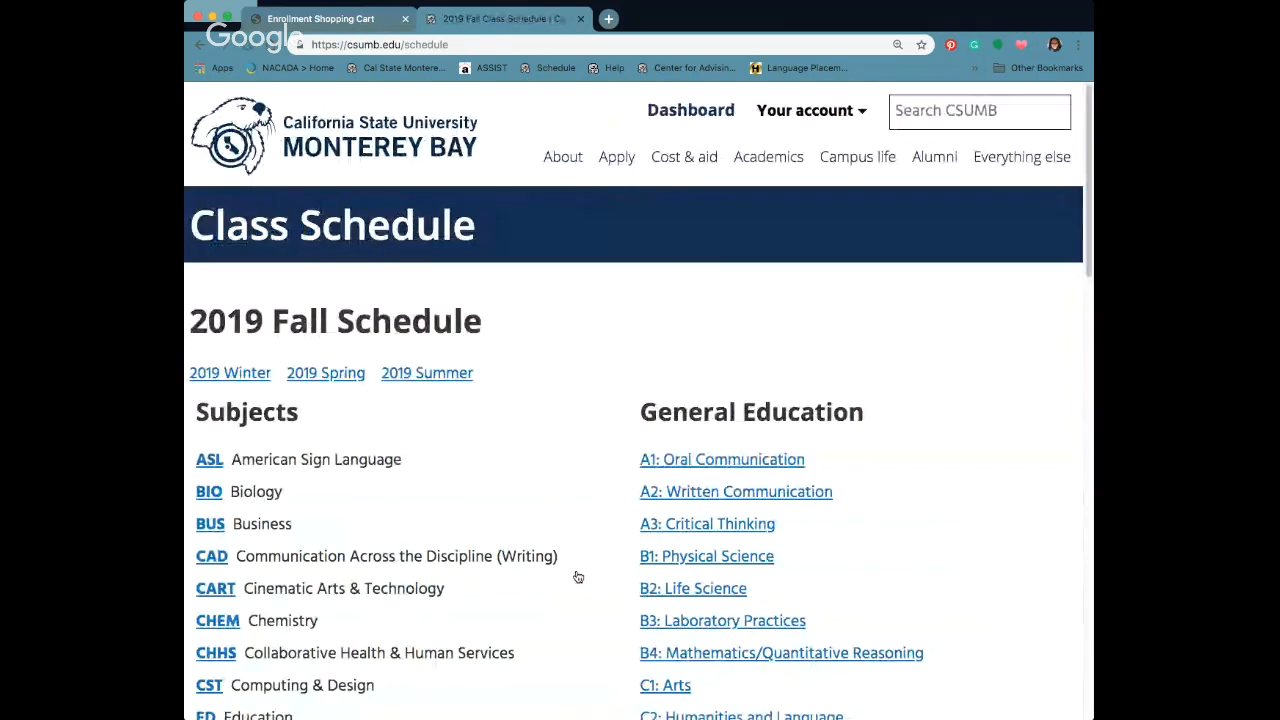 Enrollment Shopping Cart
2019 Fall Class Schedule | C
Google
https://csumb.edu/schedule
Apps
NACADA > Home
Cal State Montere...
ASSIST
Schedule
Help
Center for Advisin...
Language Placem...
»
Other Bookmarks
California State University
MONTEREY BAY
Dashboard
Your account
Search CSUMB
About
Apply
Cost & aid
Academics
Campus life
Alumni
Everything else
Class Schedule
2019 Fall Schedule
2019 Winter 2019 Spring 2019 Summer
Subjects
ASL American Sign Language
BIO Biology
BUS Business
CAD Communication Across the Discipline (Writing)
CART Cinematic Arts & Technology
CHEM Chemistry
CHHS Collaborative Health & Human Services
CST Computing & Design
ED Education
General Education
A1: Oral Communication
A2: Written Communication
A3: Critical Thinking
B1: Physical Science
B2: Life Science
B3: Laboratory Practices
B4: Mathematics/Quantitative Reasoning
C1: Arts
C2: Humanities and Language